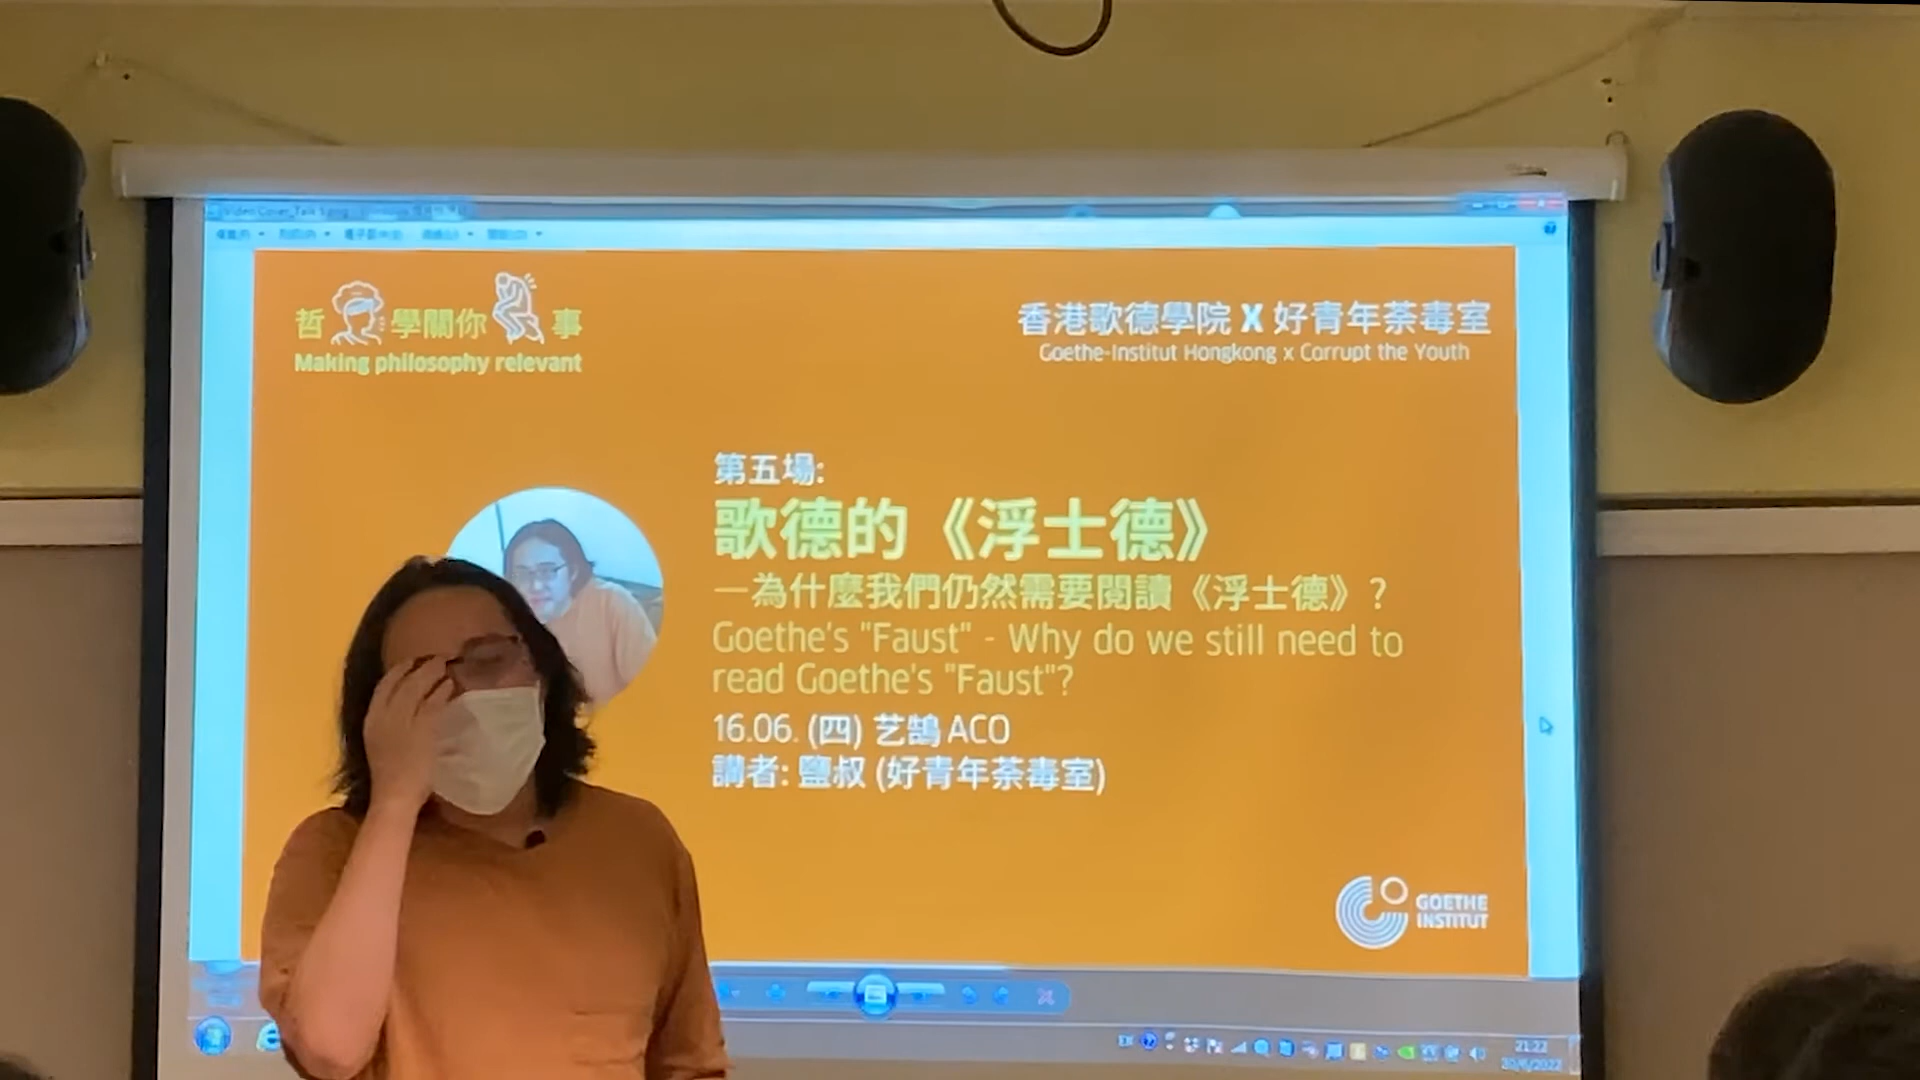 哲學關你事
Making philosophy relevant
香港歌德學院 X 好青年荼毒室
Goethe-Institut Hongkong x Corrupt the Youth
第五場:
歌德的《浮士德》
—為什麼我們仍然需要閱讀《浮士德》?
Goethe's "Faust" - Why do we still need to
read Goethe's "Faust"?
16.06. (四) 艺鵠 ACO
講者: 鹽叔 (好青年荼毒室)
GOETHE
INSTITUT
21:22